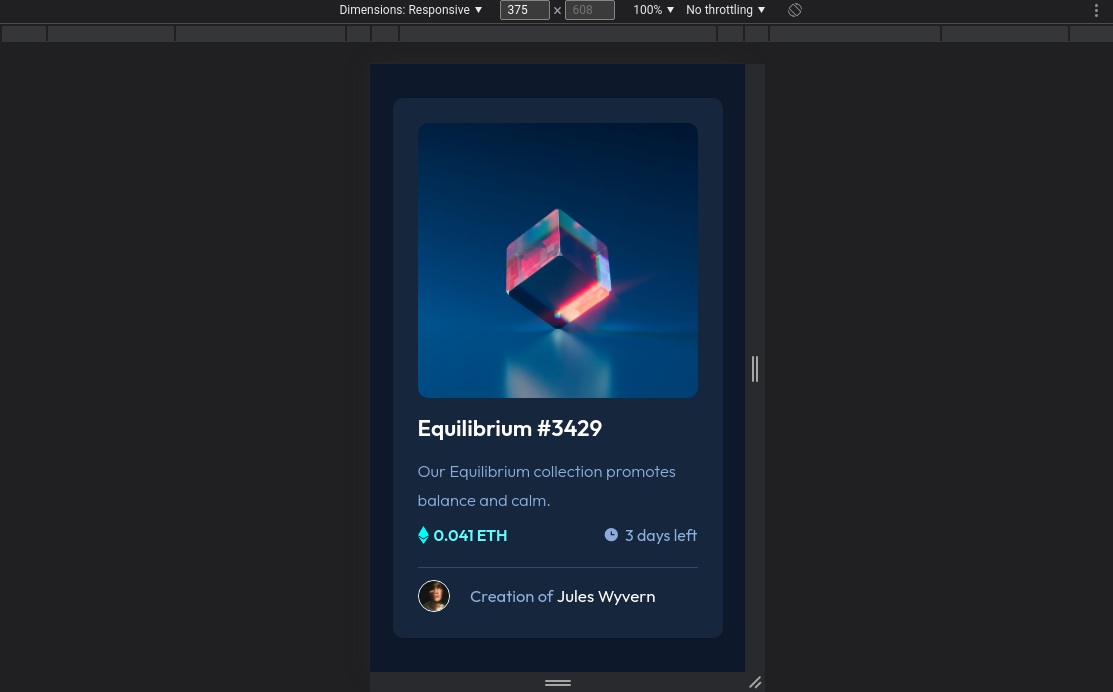 Dimensions: Responsive ▼ 375 × 608 100% ▼ No throttling ▼
Equilibrium #3429
Our Equilibrium collection promotes
balance and calm.
0.041 ETH 3 days left
Creation of Jules Wyvern